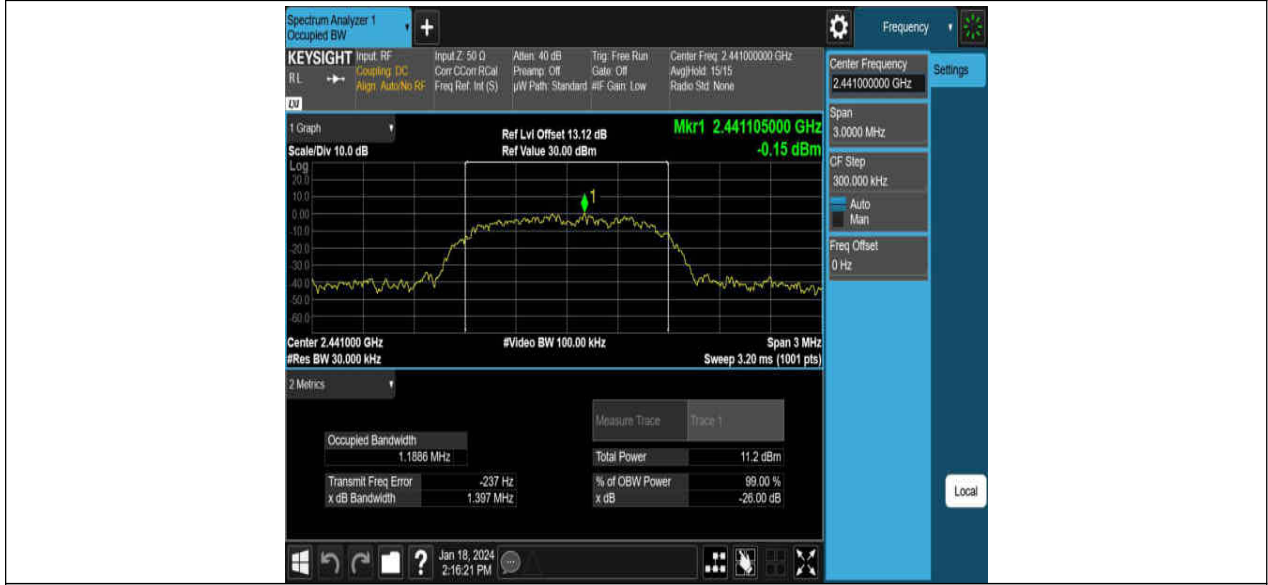 Spectrum Analyzer 1
Occupied BW
+
Frequency
KEYSIGHT
RL
LXI
Input: RF
Coupling: DC
Align: Auto/No RF
Input Z: 50 Ω
Corr CCorr RCal
Freq Ref: Int (S)
Atten: 40 dB
Preamp: Off
µW Path: Standard
Trig: Free Run
Gate: Off
#IF Gain: Low
Center Freq: 2.441000000 GHz
Avg|Hold: 15/15
Radio Std: None
Center Frequency
2.441000000 GHz
Settings
Span
3.0000 MHz
CF Step
300.000 kHz
Auto
Man
Freq Offset
0 Hz
Local
1 Graph
Scale/Div 10.0 dB
Ref Lvl Offset 13.12 dB
Ref Value 30.00 dBm
Mkr1 2.441105000 GHz
-0.15 dBm
Log
20.0
10.0
0.00
-10.0
-20.0
-30.0
-40.0
-50.0
-60.0
1
Center 2.441000 GHz
#Video BW 100.00 kHz
Span 3 MHz
#Res BW 30.000 kHz
Sweep 3.20 ms (1001 pts)
2 Metrics
Measure Trace
Trace 1
Occupied Bandwidth
1.1886 MHz
Total Power
11.2 dBm
Transmit Freq Error
-237 Hz
% of OBW Power
99.00 %
x dB Bandwidth
1.397 MHz
x dB
-26.00 dB
?
Jan 18, 2024
2:16:21 PM